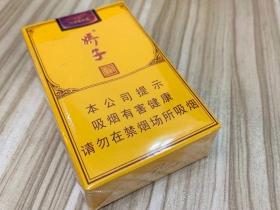 娇子
本公司提示
吸烟有害健康
请勿在禁烟场所吸烟